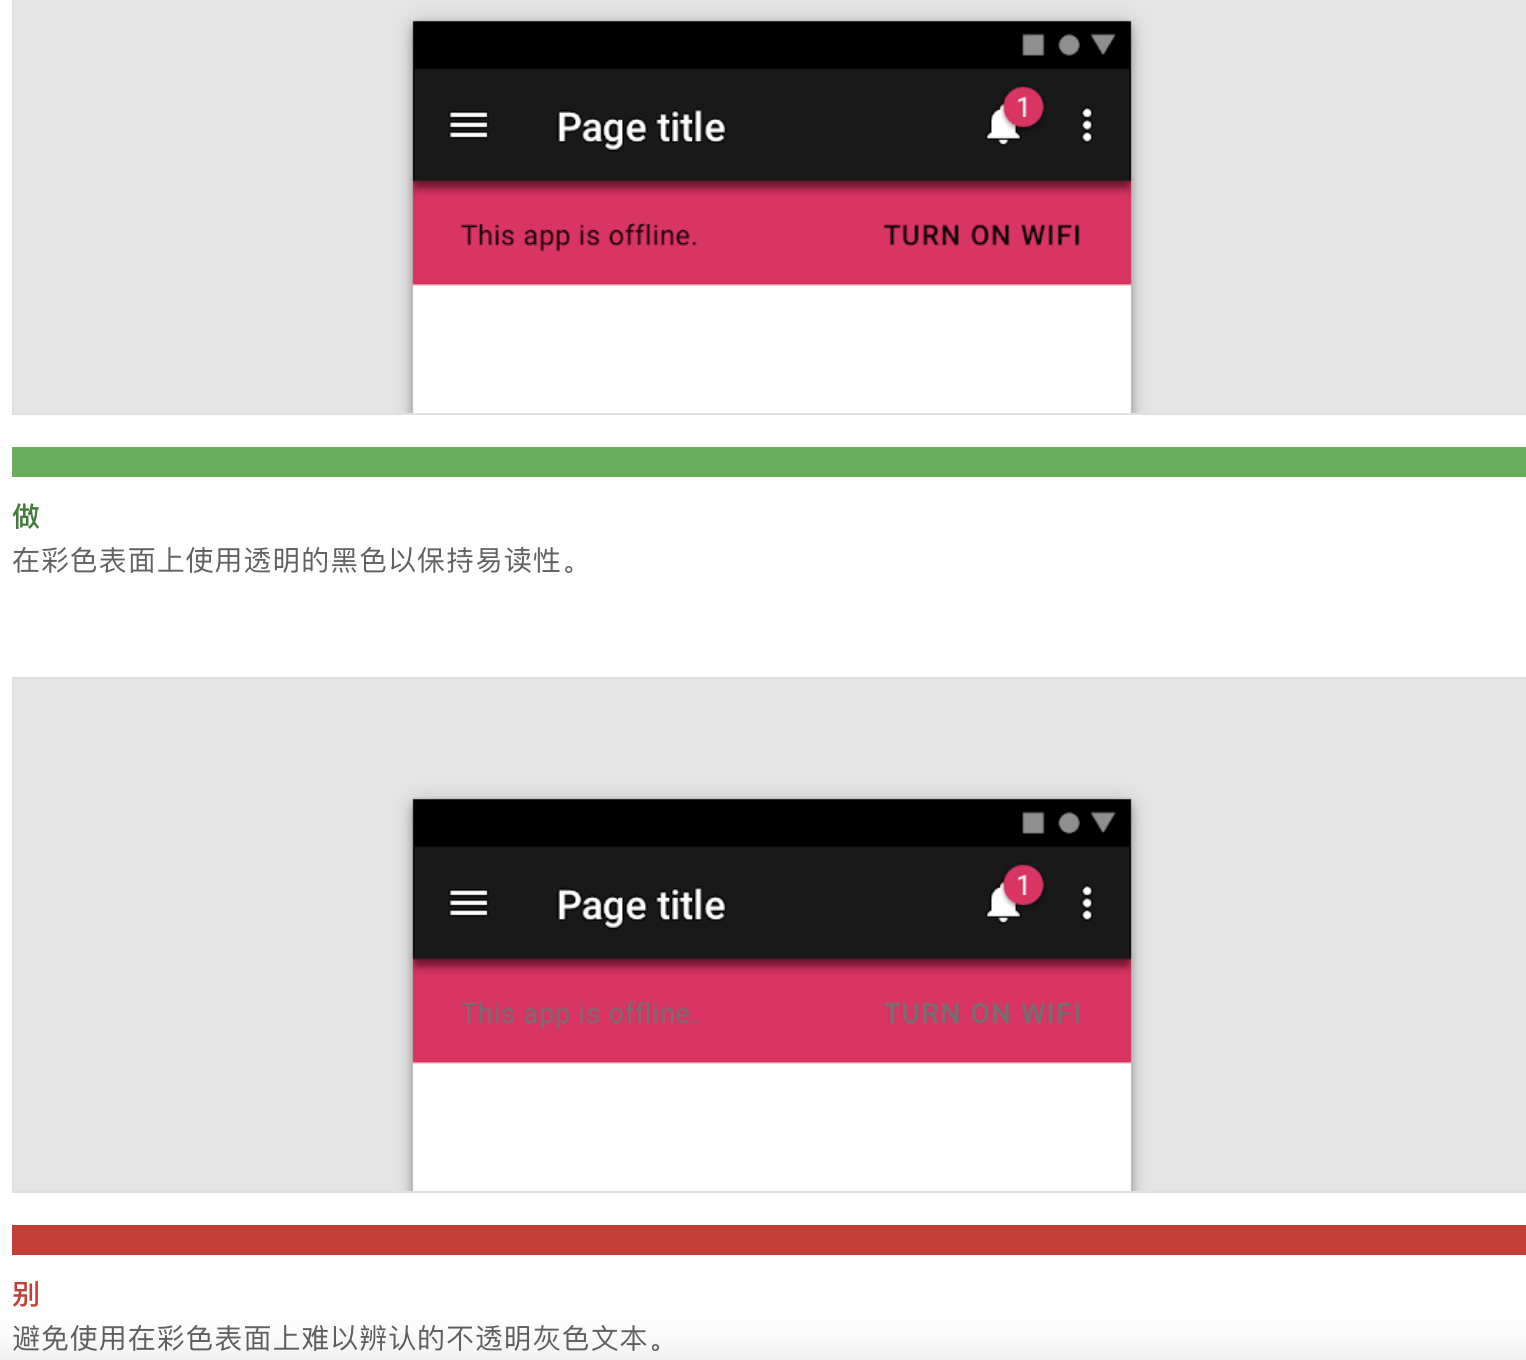 Page title
1
This app is offline.
TURN ON WIFI
做
在彩色表面上使用透明的黑色以保持易读性。
Page title
1
This app is offline.
TURN ON WIFI
别
避免使用在彩色表面上难以辨认的不透明灰色文本。